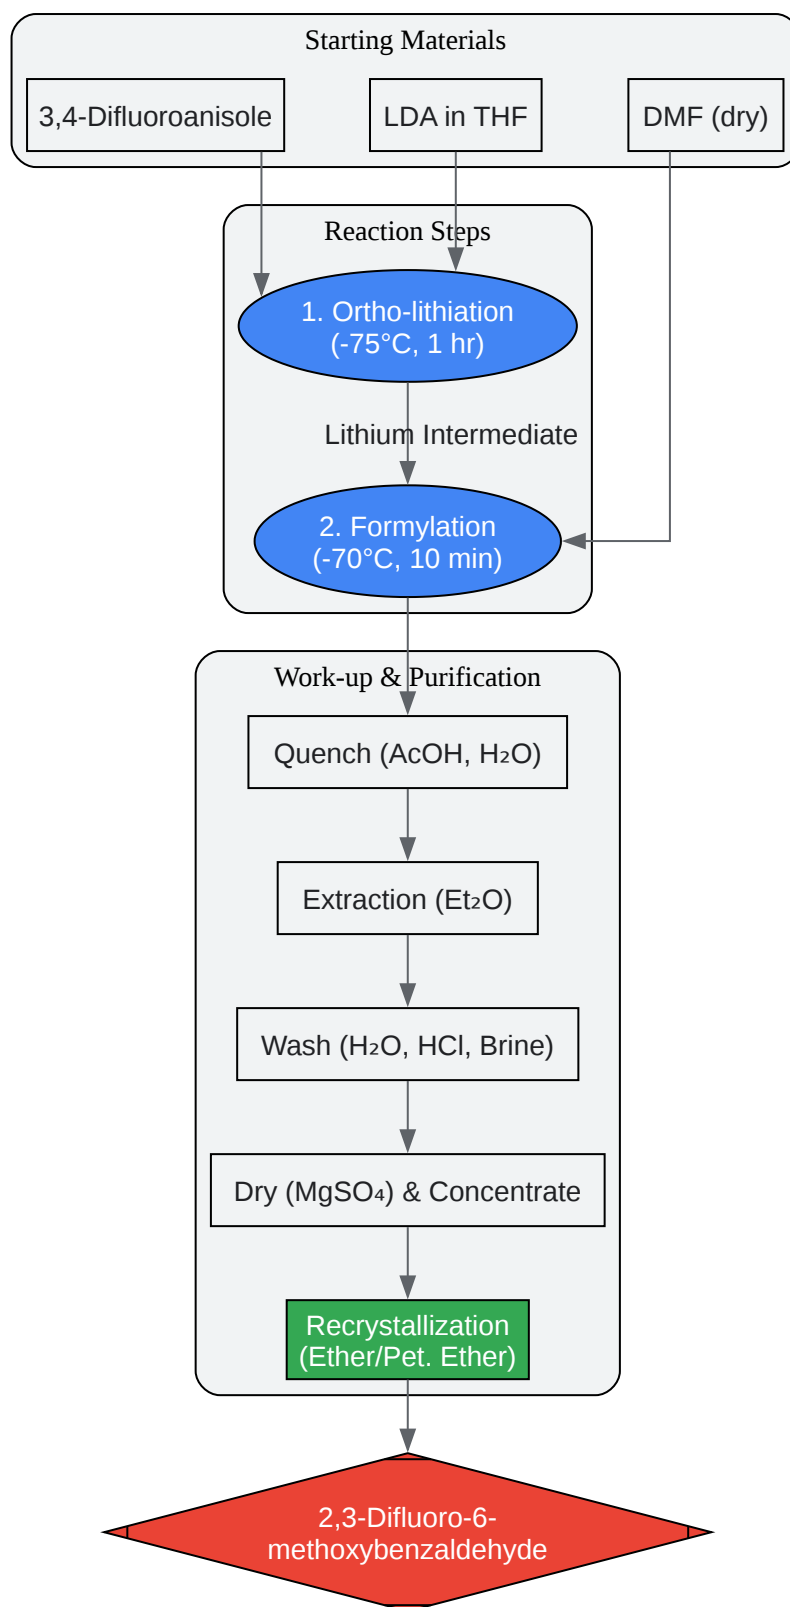 Starting Materials
3,4-Difluoroanisole
LDA in THF
DMF (dry)
Reaction Steps
1. Ortho-lithiation
(-75°C, 1 hr)
Lithium Intermediate
2. Formylation
(-70°C, 10 min)
Work-up & Purification
Quench (AcOH, H₂O)
Extraction (Et₂O)
Wash (H₂O, HCl, Brine)
Dry (MgSO₄) & Concentrate
Recrystallization
(Ether/Pet. Ether)
2,3-Difluoro-6-
methoxybenzaldehyde